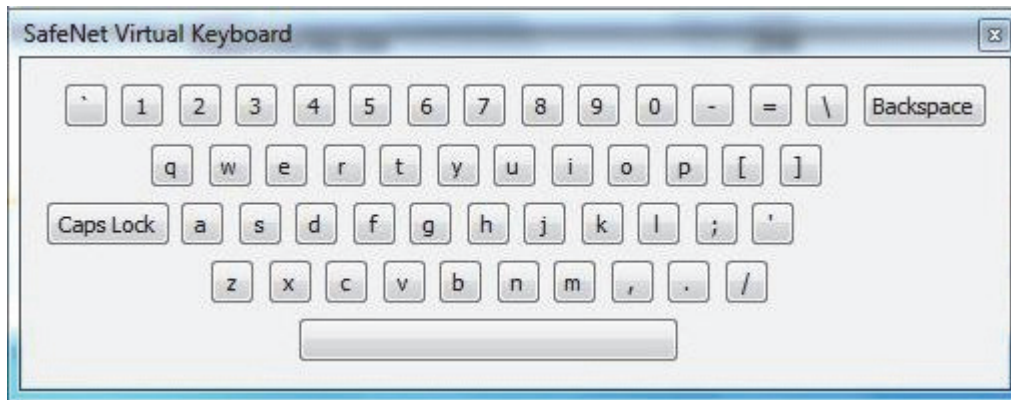 SafeNet Virtual Keyboard
` 1 2 3 4 5 6 7 8 9 0 - = \ Backspace
q w e r t y u i o p [ ]
Caps Lock a s d f g h j k l ; '
z x c v b n m , . /